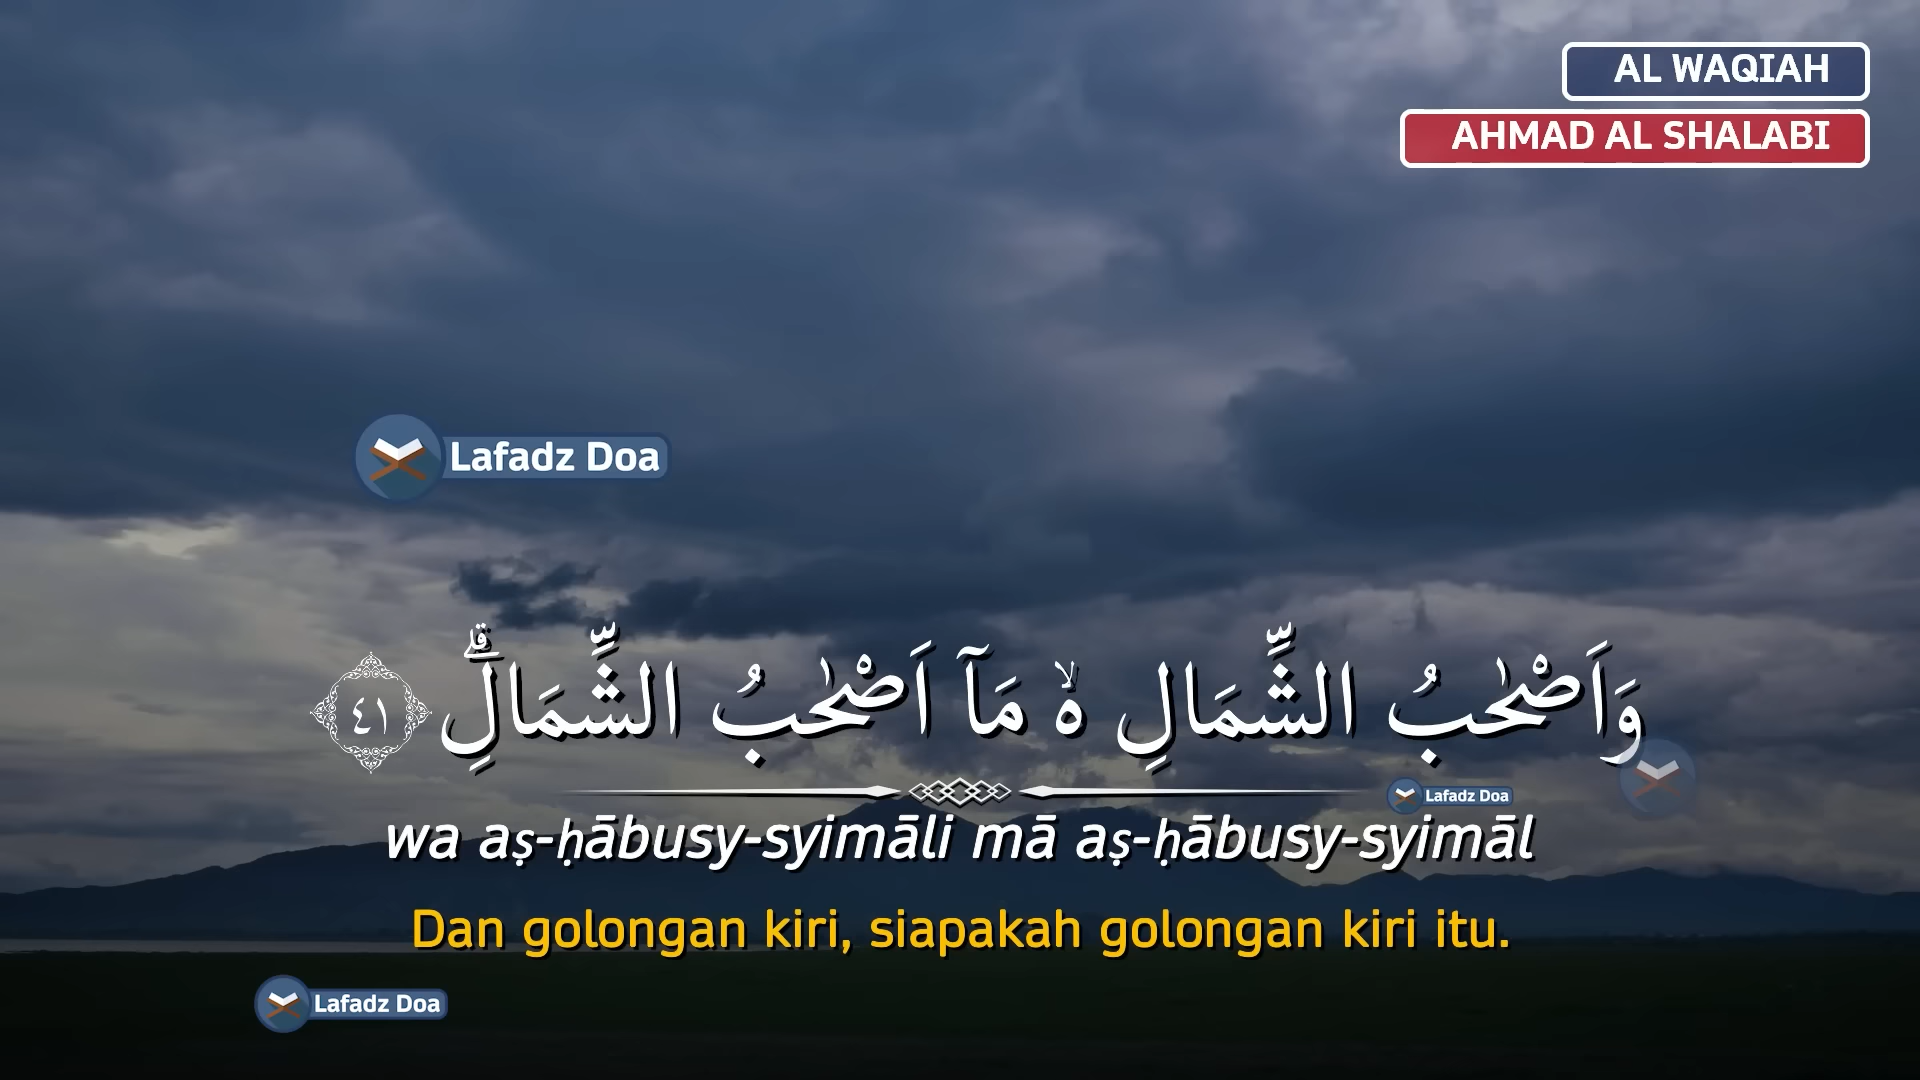 AL WAQIAH
AHMAD AL SHALABI
Lafadz Doa
وَاَصْحٰبُ الشِّمَالِ ەۙ مَآ اَصْحٰبُ الشِّمَالِۗ ٤١
Lafadz Doa
wa aṣ-ḥābusy-syimāli mā aṣ-ḥābusy-syimāl
Dan golongan kiri, siapakah golongan kiri itu.
Lafadz Doa